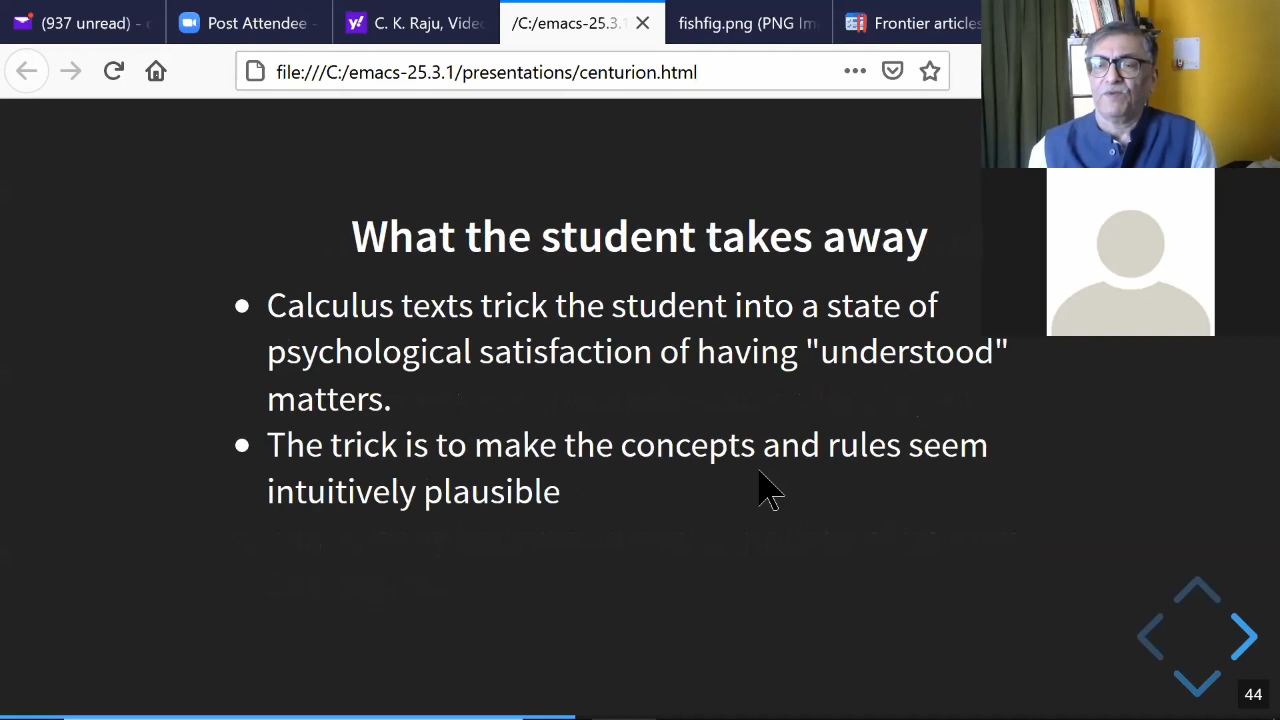 (937 unread) - c
Post Attendee -
C. K. Raju, Vide
/C:/emacs-25.3.1
fishfig.png (PNG Im
Frontier articles
file:///C:/emacs-25.3.1/presentations/centurion.html
What the student takes away
Calculus texts trick the student into a state of
psychological satisfaction of having "understood"
matters.
The trick is to make the concepts and rules seem
intuitively plausible
44